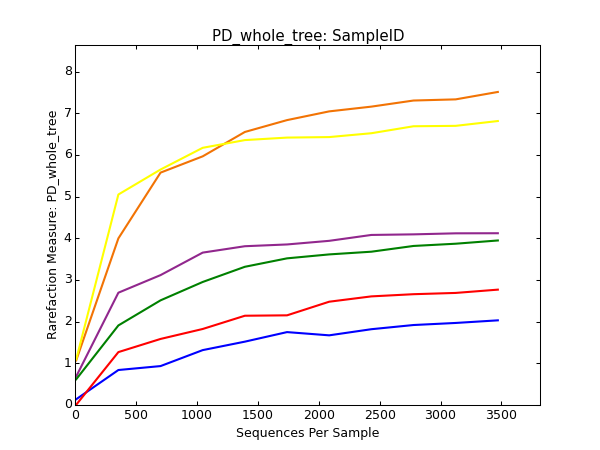 PD_whole_tree: SampleID
8
7
6
5
4
3
2
1
0
Rarefaction Measure: PD_whole_tree
0 500 1000 1500 2000 2500 3000 3500
Sequences Per Sample